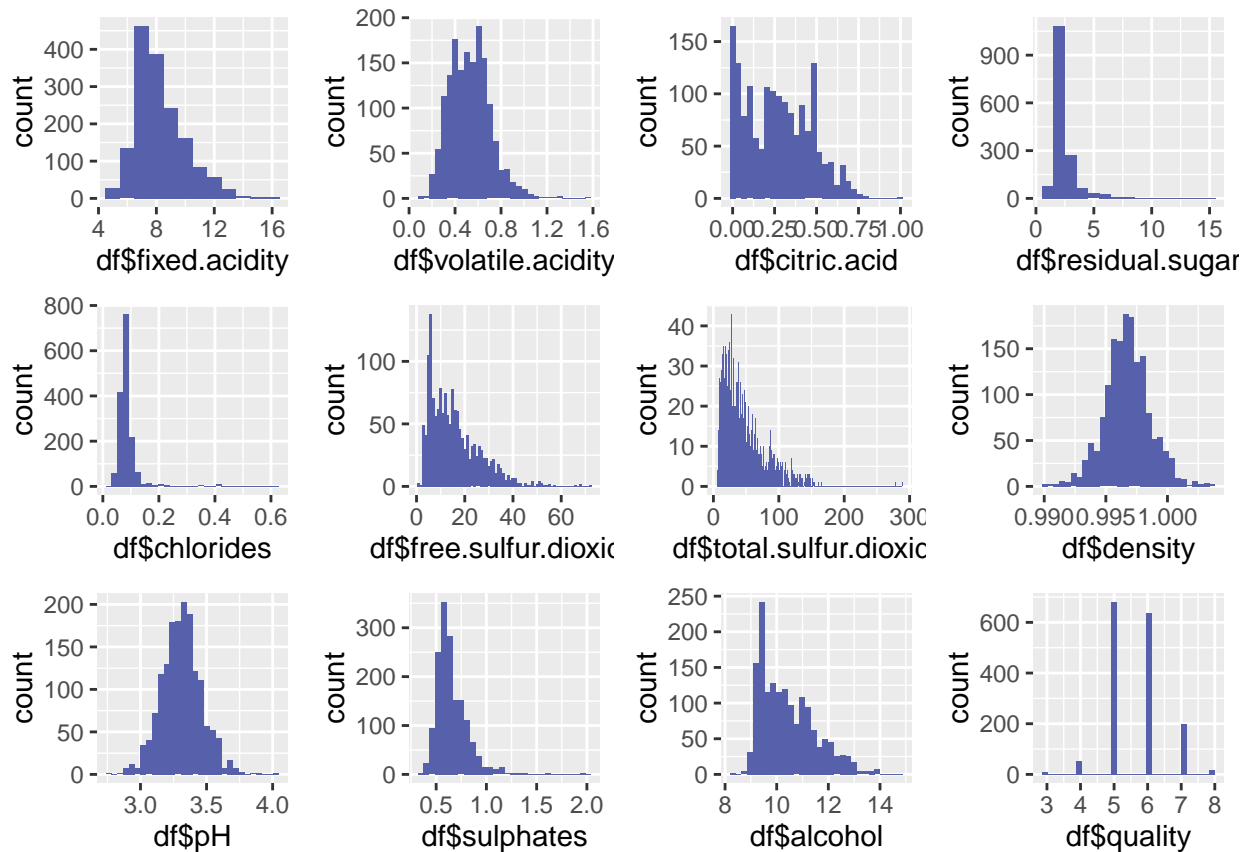 count
400
300
200
100
0
4 8 12 16
df$fixed.acidity
count
200
150
100
50
0
0.0 0.4 0.8 1.2 1.6
df$volatile.acidity
count
150
100
50
0
0.00 0.25 0.50 0.75 1.00
df$citric.acid
count
900
600
300
0
0 5 10 15
df$residual.sugar
count
800
600
400
200
0
0.0 0.2 0.4 0.6
df$chlorides
count
100
50
0
0 20 40 60
df$free.sulfur.dioxid
count
40
30
20
10
0
0 100 200 300
df$total.sulfur.dioxid
count
150
100
50
0
0.990 0.995 1.000
df$density
count
200
150
100
50
0
3.0 3.5 4.0
df$pH
count
300
200
100
0
0.5 1.0 1.5 2.0
df$sulphates
count
250
200
150
100
50
0
8 10 12 14
df$alcohol
count
600
400
200
0
3 4 5 6 7 8
df$quality